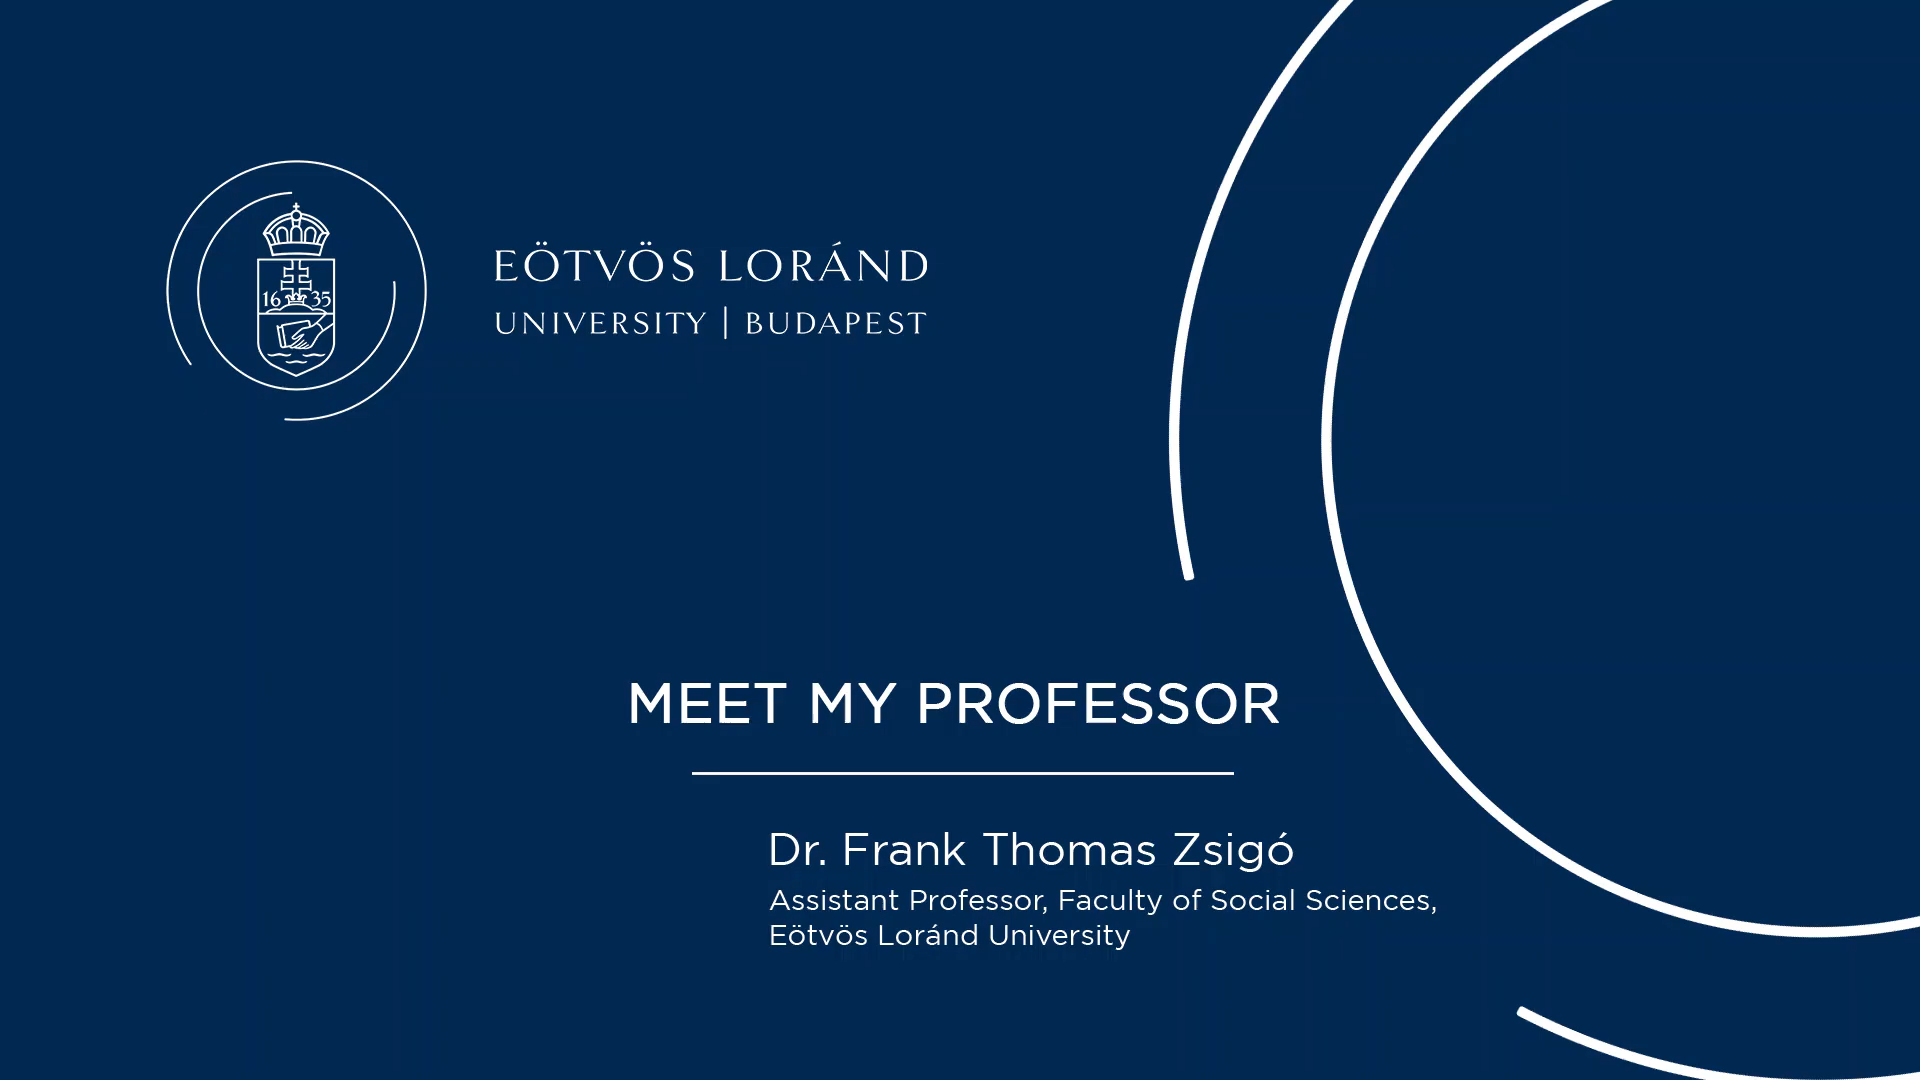 16 35
EÖTVÖS LORÁND
UNIVERSITY | BUDAPEST
MEET MY PROFESSOR
Dr. Frank Thomas Zsigó
Assistant Professor, Faculty of Social Sciences,
Eötvös Loránd University